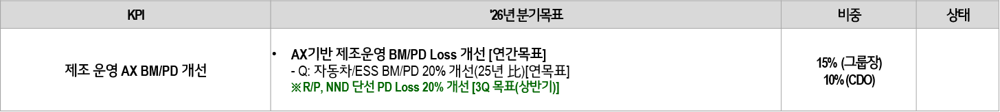 KPI
'26년 분기목표
비중
상태
제조 운영 AX BM/PD 개선
• AX기반 제조운영 BM/PD Loss 개선 [연간목표]
- Q: 자동차/ESS BM/PD 20% 개선(25년 比)[연목표]
※R/P, NND 단선 PD Loss 20% 개선 [3Q 목표(상반기)]
15% (그룹장)
10% (CDO)